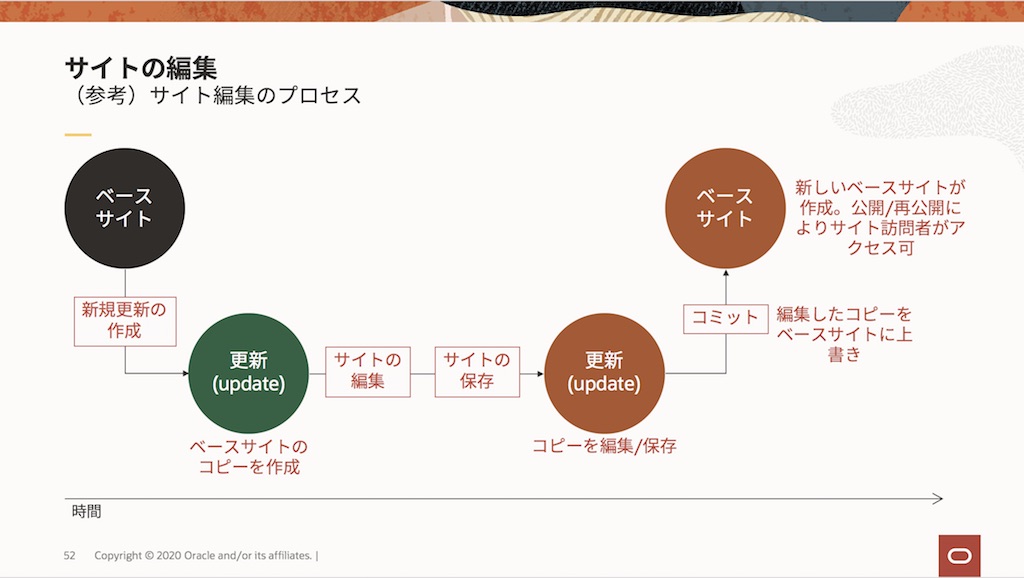 サイトの編集
（参考）サイト編集のプロセス
ベース
サイト
新規更新の
作成
更新
(update)
ベースサイトの
コピーを作成
サイトの
編集
サイトの
保存
更新
(update)
コピーを編集/保存
コミット
編集したコピーを
ベースサイトに上
書き
ベース
サイト
新しいベースサイトが
作成。公開/再公開に
よりサイト訪問者がア
クセス可
時間
52 Copyright © 2020 Oracle and/or its affiliates. |